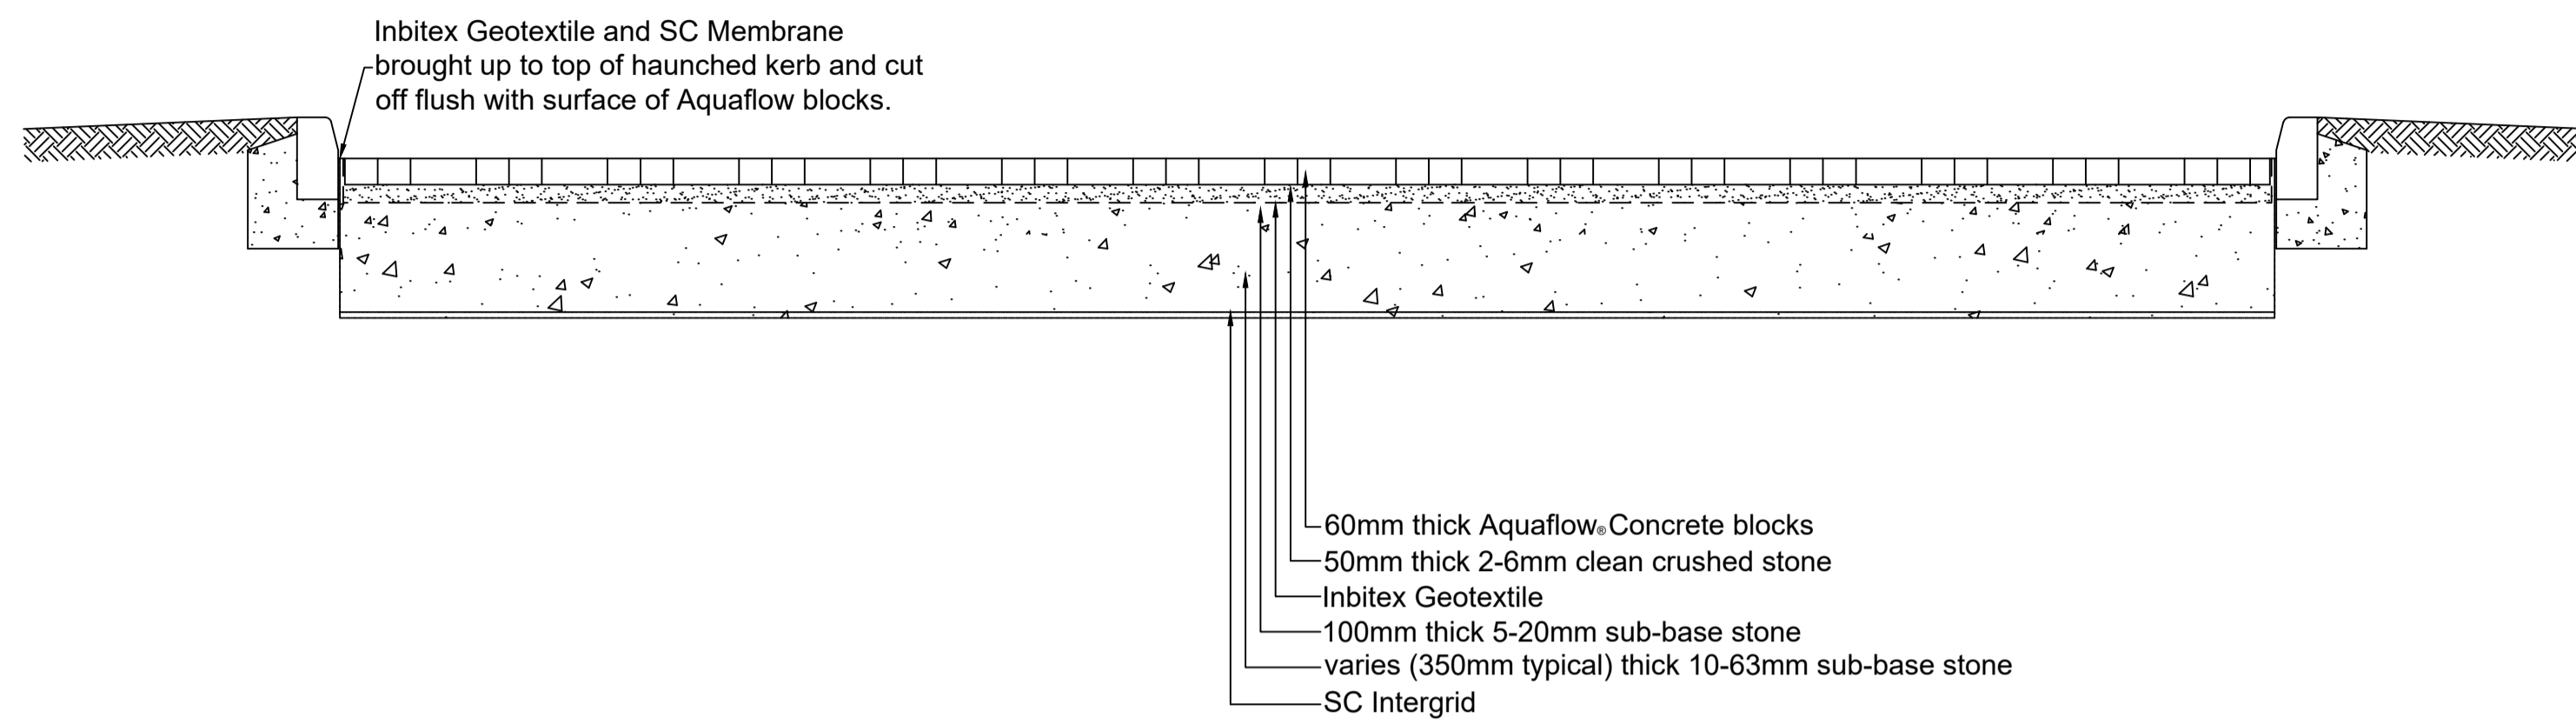 Inbitex Geotextile and SC Membrane
brought up to top of haunched kerb and cut
off flush with surface of Aquaflow blocks.
60mm thick Aquaflow® Concrete blocks
50mm thick 2-6mm clean crushed stone
Inbitex Geotextile
100mm thick 5-20mm sub-base stone
varies (350mm typical) thick 10-63mm sub-base stone
SC Intergrid